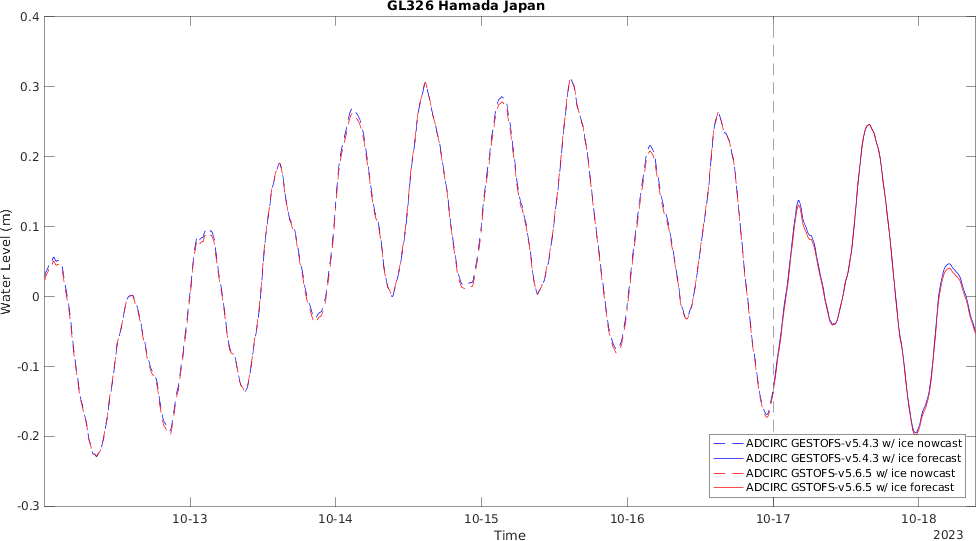 GL326 Hamada Japan
0.4
0.3
0.2
0.1
0
-0.1
-0.2
-0.3
Water Level (m)
ADCIRC GESTOFS-v5.4.3 w/ ice nowcast
ADCIRC GESTOFS-v5.4.3 w/ ice forecast
ADCIRC GSTOFS-v5.6.5 w/ ice nowcast
ADCIRC GSTOFS-v5.6.5 w/ ice forecast
10-13 10-14 10-15 10-16 10-17 10-18
Time
2023